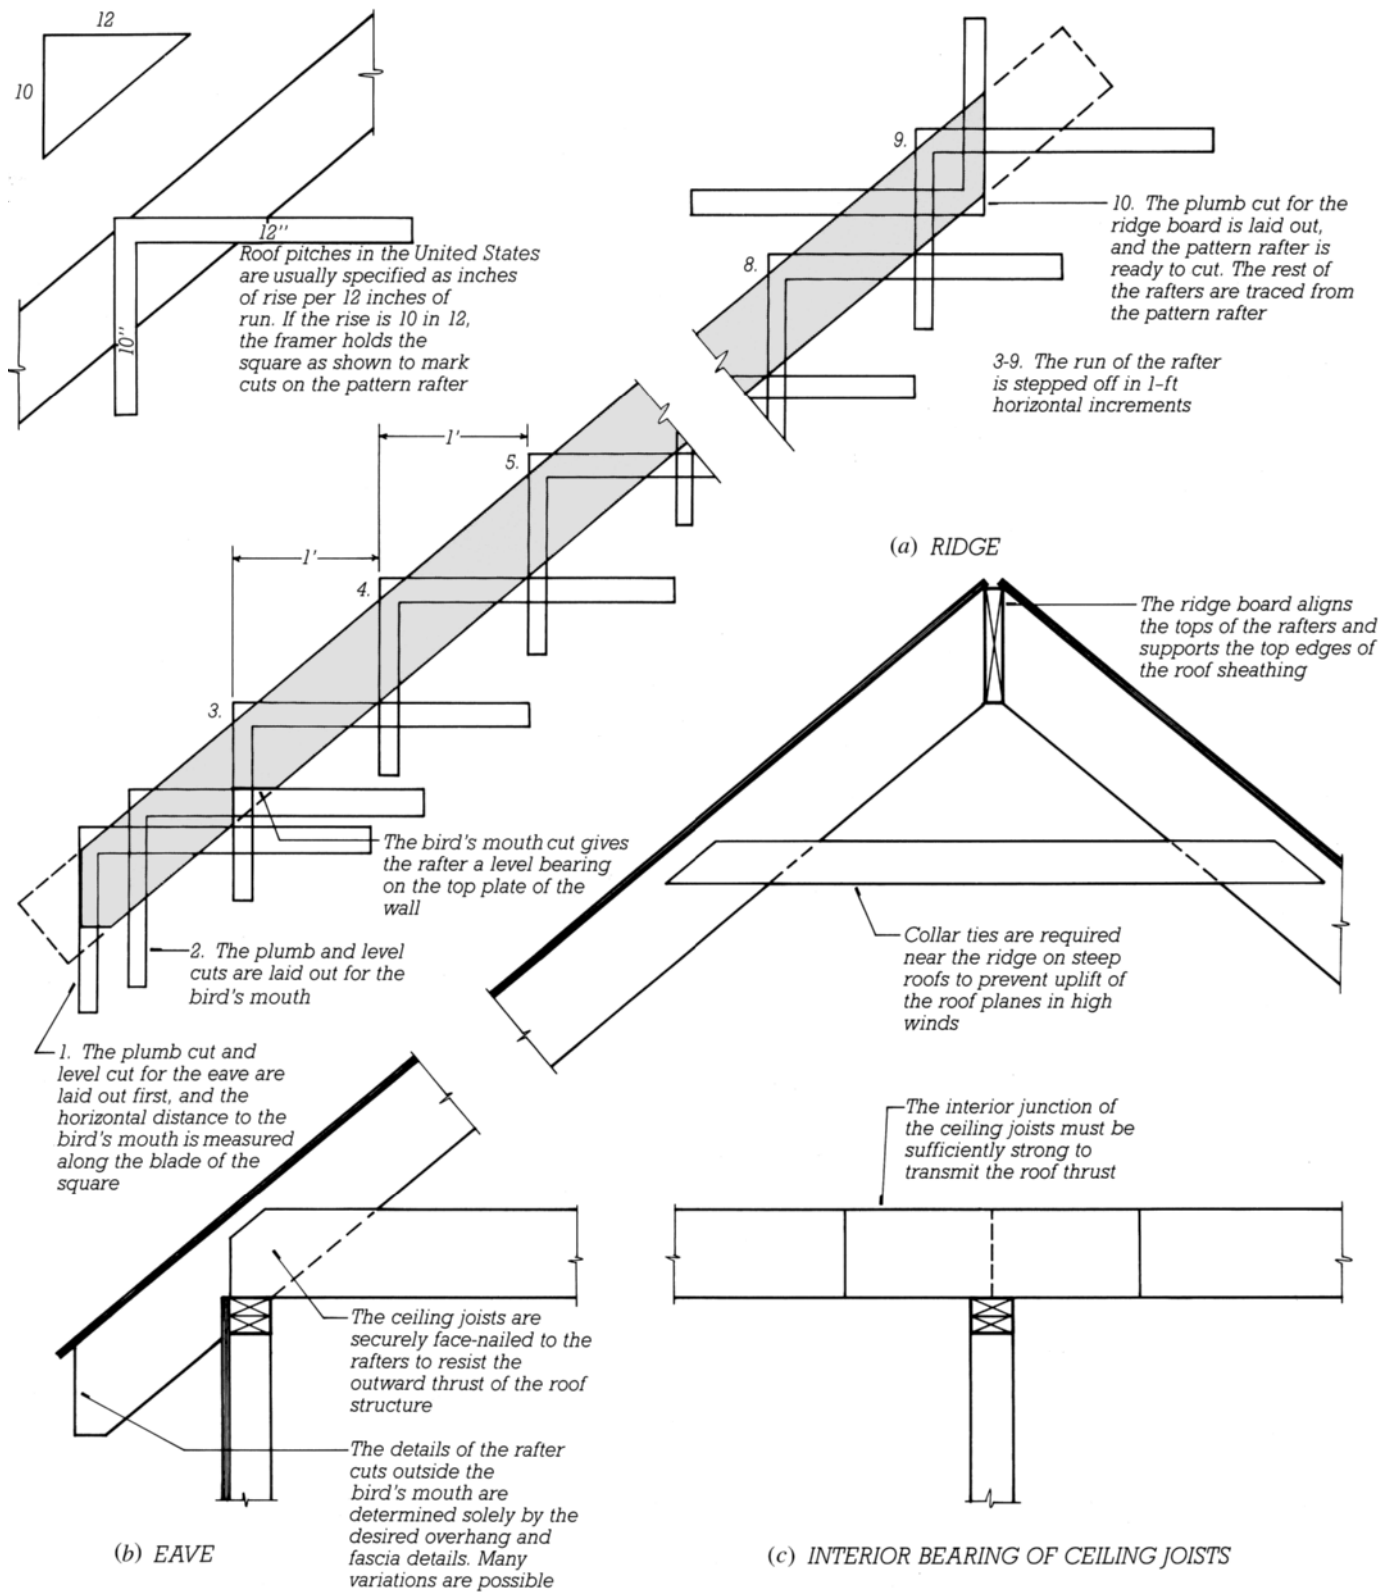 12
10
12"
10"
Roof pitches in the United States
are usually specified as inches
of rise per 12 inches of
run. If the rise is 10 in 12,
the framer holds the
square as shown to mark
cuts on the pattern rafter
9.
8.
10. The plumb cut for the
ridge board is laid out,
and the pattern rafter is
ready to cut. The rest of
the rafters are traced from
the pattern rafter
3-9. The run of the rafter
is stepped off in 1-ft
horizontal increments
1'
5.
1'
4.
3.
The bird's mouth cut gives
the rafter a level bearing
on the top plate of the
wall
2. The plumb and level
cuts are laid out for the
bird's mouth
1. The plumb cut and
level cut for the eave are
laid out first, and the
horizontal distance to the
bird's mouth is measured
along the blade of the
square
(a) RIDGE
The ridge board aligns
the tops of the rafters and
supports the top edges of
the roof sheathing
Collar ties are required
near the ridge on steep
roofs to prevent uplift of
the roof planes in high
winds
The ceiling joists are
securely face-nailed to the
rafters to resist the
outward thrust of the roof
structure
The details of the rafter
cuts outside the
bird's mouth are
determined solely by the
desired overhang and
fascia details. Many
variations are possible
(b) EAVE
The interior junction of
the ceiling joists must be
sufficiently strong to
transmit the roof thrust
(c) INTERIOR BEARING OF CEILING JOISTS